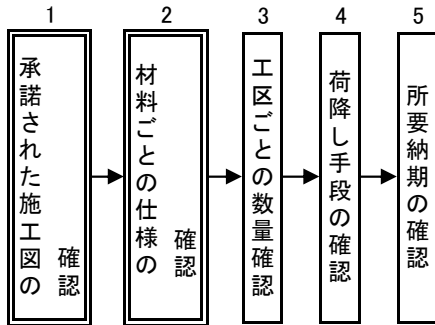 1
承諾された施工図の
確認
2
材料ごとの仕様の
確認
3
工区ごとの数量確認
4
荷降し手段の確認
5
所要納期の確認